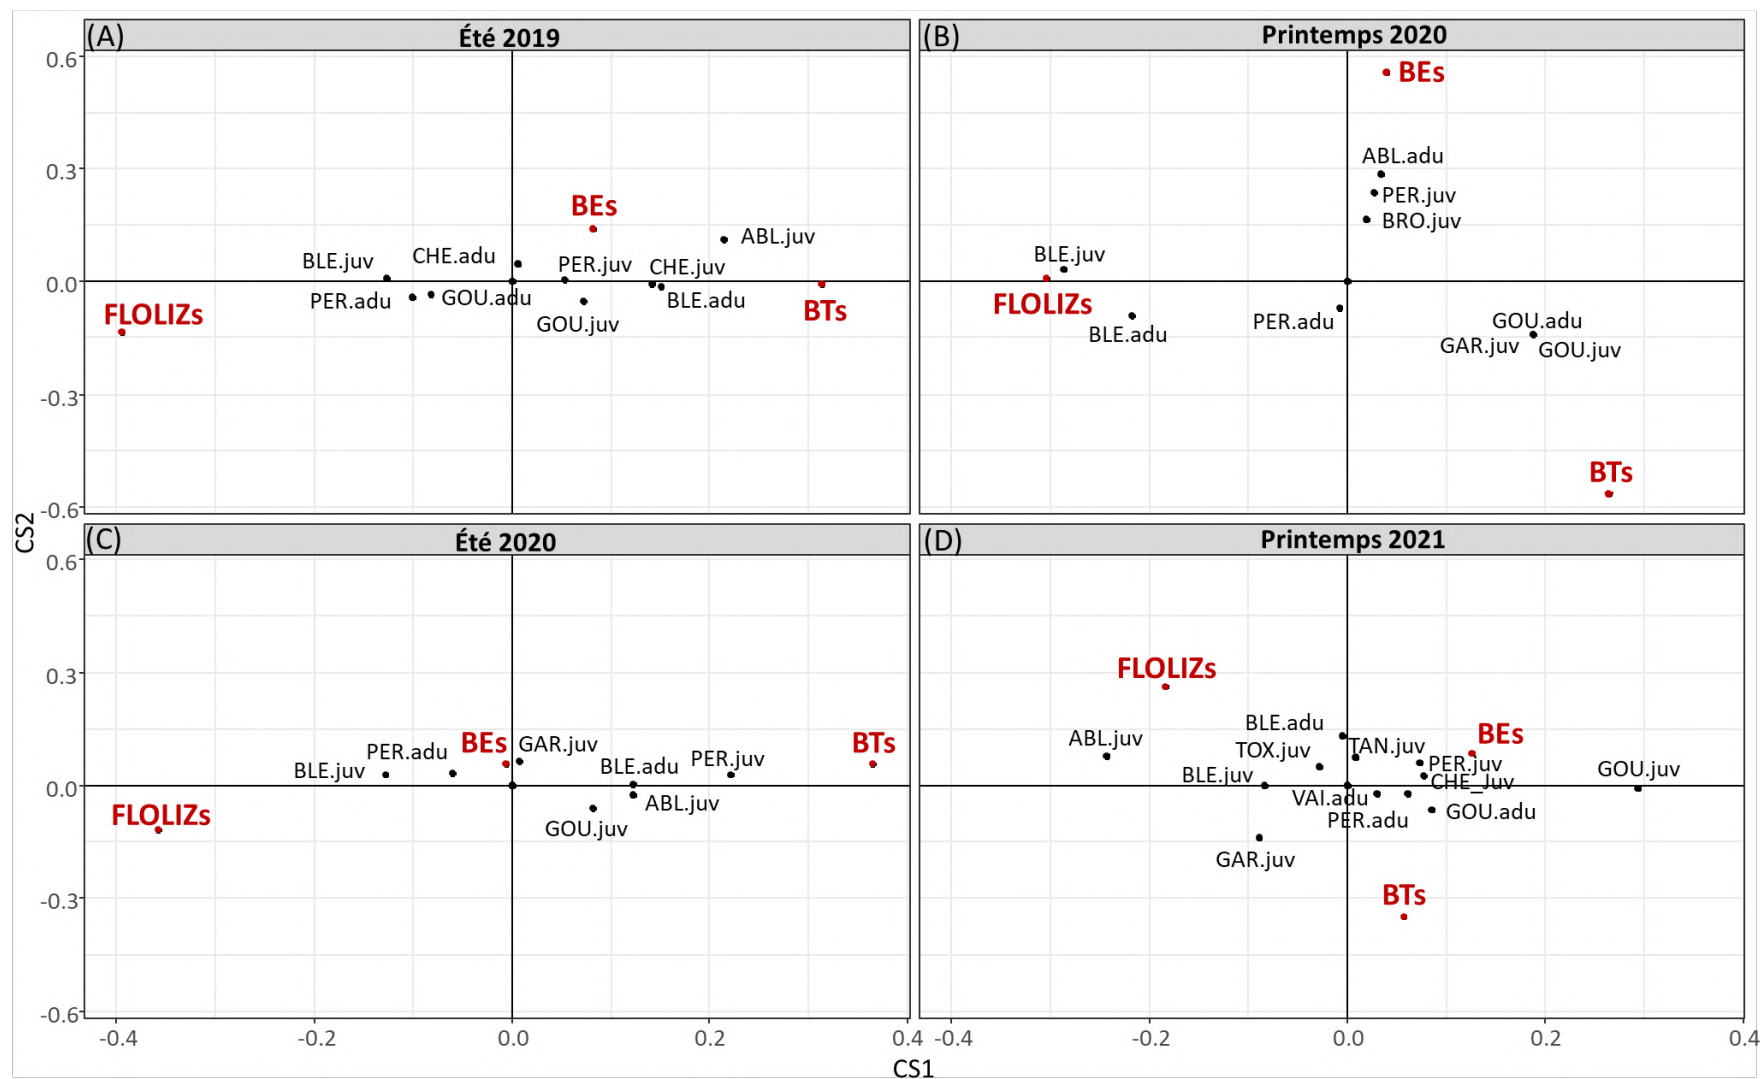 (A)
Été 2019
(B)
Printemps 2020
0.6
0.3
0.0
-0.3
-0.6
BEs
ABL.juv
BLE.juv
CHE.adu
PER.juv
CHE.juv
PER.adu
GOU.adu
BLE.adu
FLOLIZs
GOU.juv
BTs
BEs
ABL.adu
PER.juv
BRO.juv
BLE.juv
FLOLIZs
BLE.adu
PER.adu
GOU.adu
GAR.juv
GOU.juv
BTs
CS2
(C)
Été 2020
(D)
Printemps 2021
0.6
0.3
0.0
-0.3
-0.6
BEs
GAR.juv
BTs
PER.adu
PER.juv
BLE.juv
BLE.adu
ABL.juv
FLOLIZs
GOU.juv
FLOLIZs
BLE.adu
BEs
ABL.juv
TOX.juv
TAN.juv
PER.juv
GOU.juv
BLE.juv
CHE_Juv
VAI.adu
GOU.adu
PER.adu
GAR.juv
BTs
-0.4
-0.2
0.0
0.2
0.4
-0.4
-0.2
0.0
0.2
0.4
CS1